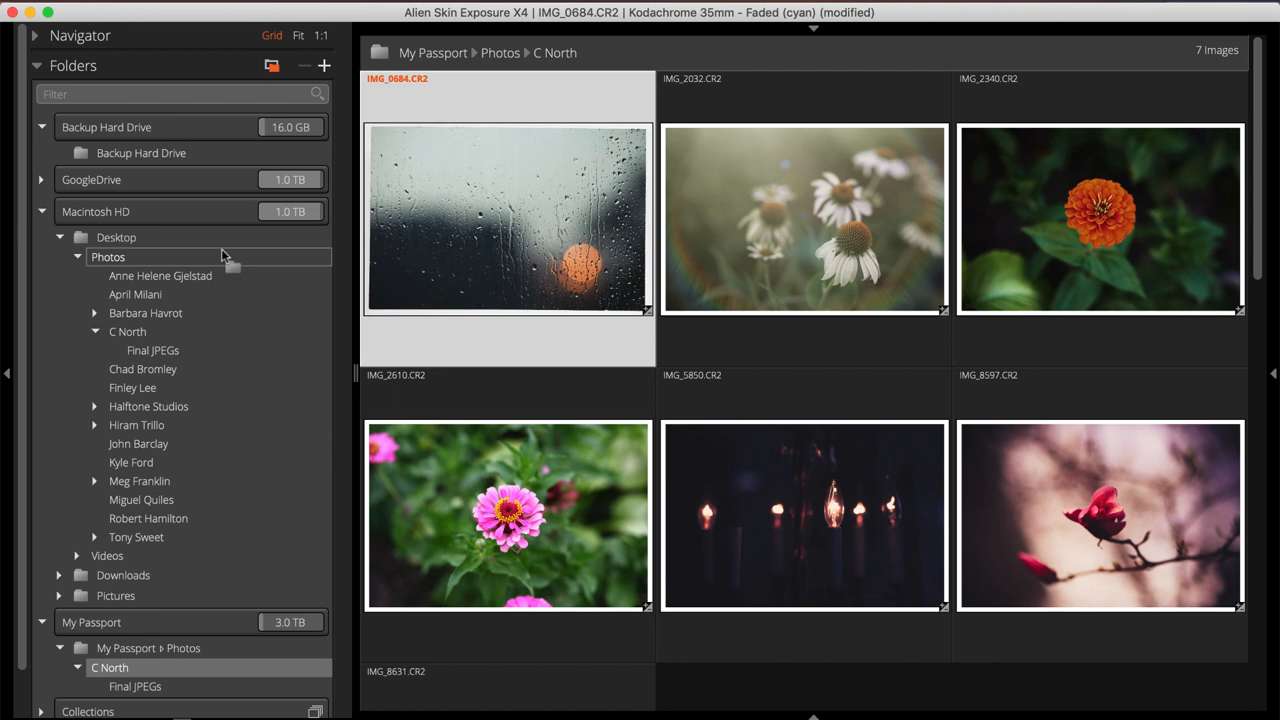 Alien Skin Exposure X4 | IMG_0684.CR2 | Kodachrome 35mm - Faded (cyan) (modified)
Navigator Grid Fit 1:1
Folders
Filter
Backup Hard Drive 16.0 GB
Backup Hard Drive
GoogleDrive 1.0 TB
Macintosh HD 1.0 TB
Desktop
Photos
Anne Helene Gjelstad
April Milani
Barbara Havrot
C North
Final JPEGs
Chad Bromley
Finley Lee
Halftone Studios
Hiram Trillo
John Barclay
Kyle Ford
Meg Franklin
Miguel Quiles
Robert Hamilton
Tony Sweet
Videos
Downloads
Pictures
My Passport 3.0 TB
My Passport Photos
C North
Final JPEGs
Collections
My Passport Photos C North 7 Images
IMG_0684.CR2 IMG_2032.CR2 IMG_2340.CR2
IMG_2610.CR2 IMG_5850.CR2 IMG_8597.CR2
IMG_8631.CR2